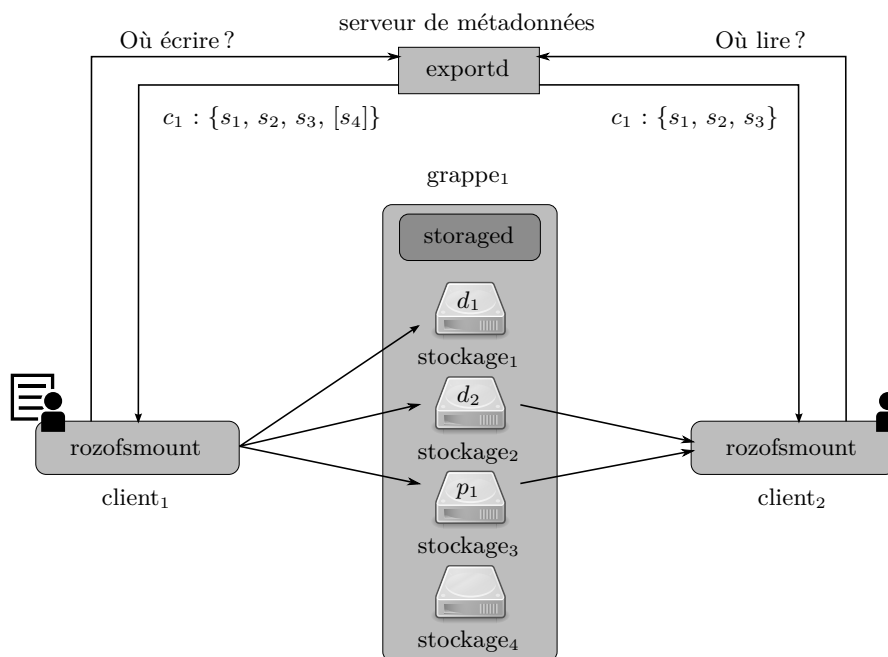 serveur de métadonnées
Où écrire ?
Où lire ?
exportd
c₁ : {s₁, s₂, s₃, [s₄]}
c₁ : {s₁, s₂, s₃}
grappe₁
storaged
d₁
stockage₁
d₂
stockage₂
p₁
stockage₃
stockage₄
rozofsmount
client₁
rozofsmount
client₂